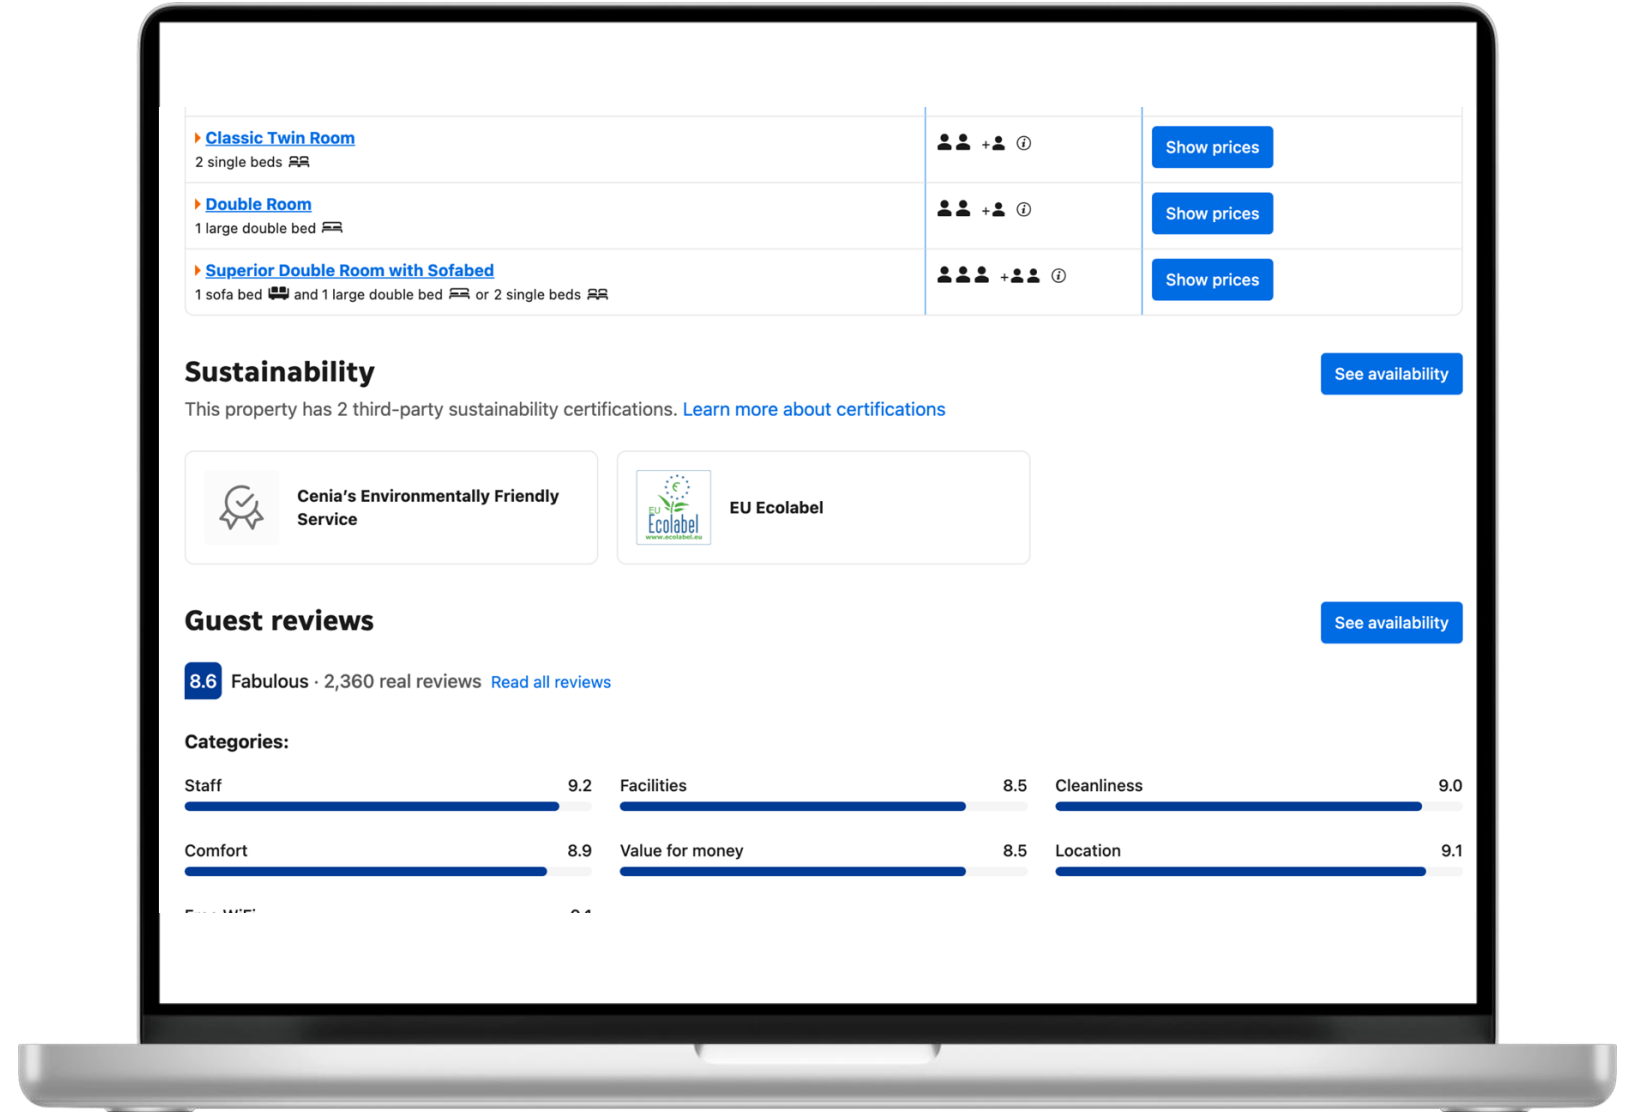 Classic Twin Room
2 single beds
+
Show prices
Double Room
1 large double bed
+
Show prices
Superior Double Room with Sofabed
1 sofa bed and 1 large double bed or 2 single beds
+
Show prices
Sustainability
See availability
This property has 2 third-party sustainability certifications. Learn more about certifications
Cenia's Environmentally Friendly
Service
EU
Ecolabel
www.ecolabel.eu
EU Ecolabel
Guest reviews
See availability
8.6 Fabulous · 2,360 real reviews Read all reviews
Categories:
Staff 9.2
Facilities 8.5
Cleanliness 9.0
Comfort 8.9
Value for money 8.5
Location 9.1